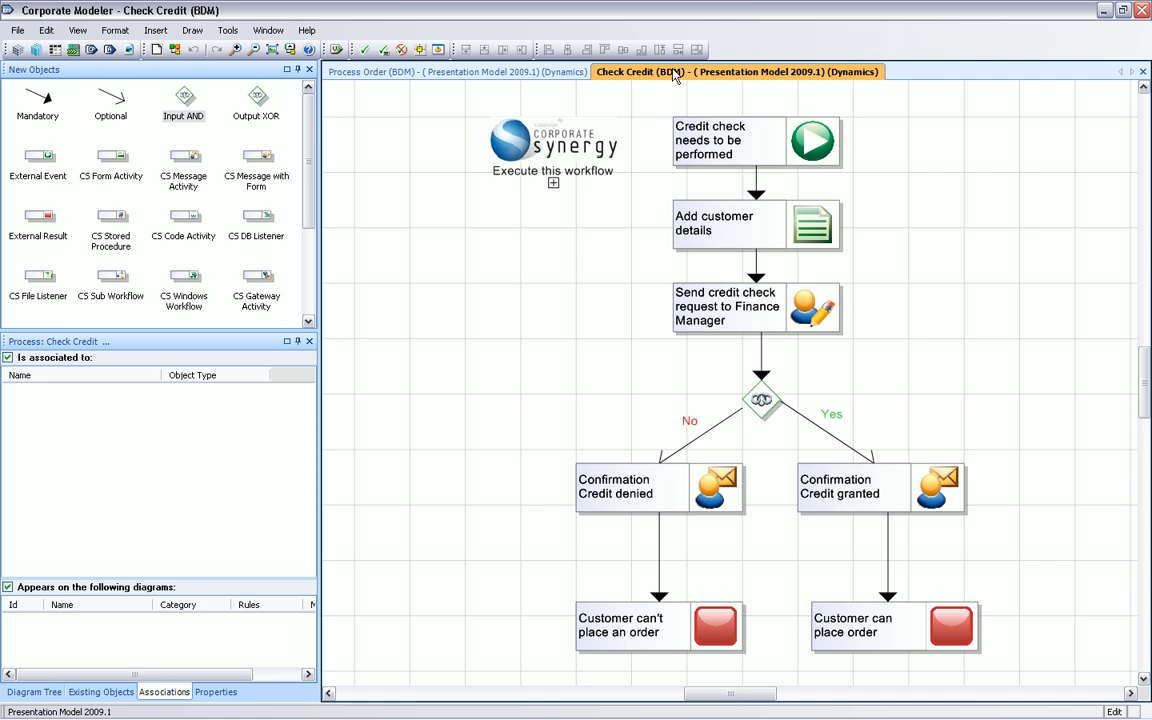 Corporate Modeler - Check Credit (BDM)
File Edit View Format Insert Draw Tools Window Help
New Objects
Mandatory Optional Input AND Output XOR
External Event CS Form Activity CS Message Activity CS Message with Form
External Result CS Stored Procedure CS Code Activity CS DB Listener
CS File Listener CS Sub Workflow CS Windows Workflow CS Gateway Activity
Process: Check Credit ...
Is associated to:
Name Object Type
Appears on the following diagrams:
Id Name Category Rules
Diagram Tree Existing Objects Associations Properties
Process Order (BDM) - ( Presentation Model 2009.1) (Dynamics)
Check Credit (BDM) - ( Presentation Model 2009.1) (Dynamics)
CORPORATE
synergy
Execute this workflow
Credit check
needs to be
performed
Add customer
details
Send credit check
request to Finance
Manager
No
Yes
Confirmation
Credit denied
Confirmation
Credit granted
Customer can't
place an order
Customer can
place order
Presentation Model 2009.1
Edit